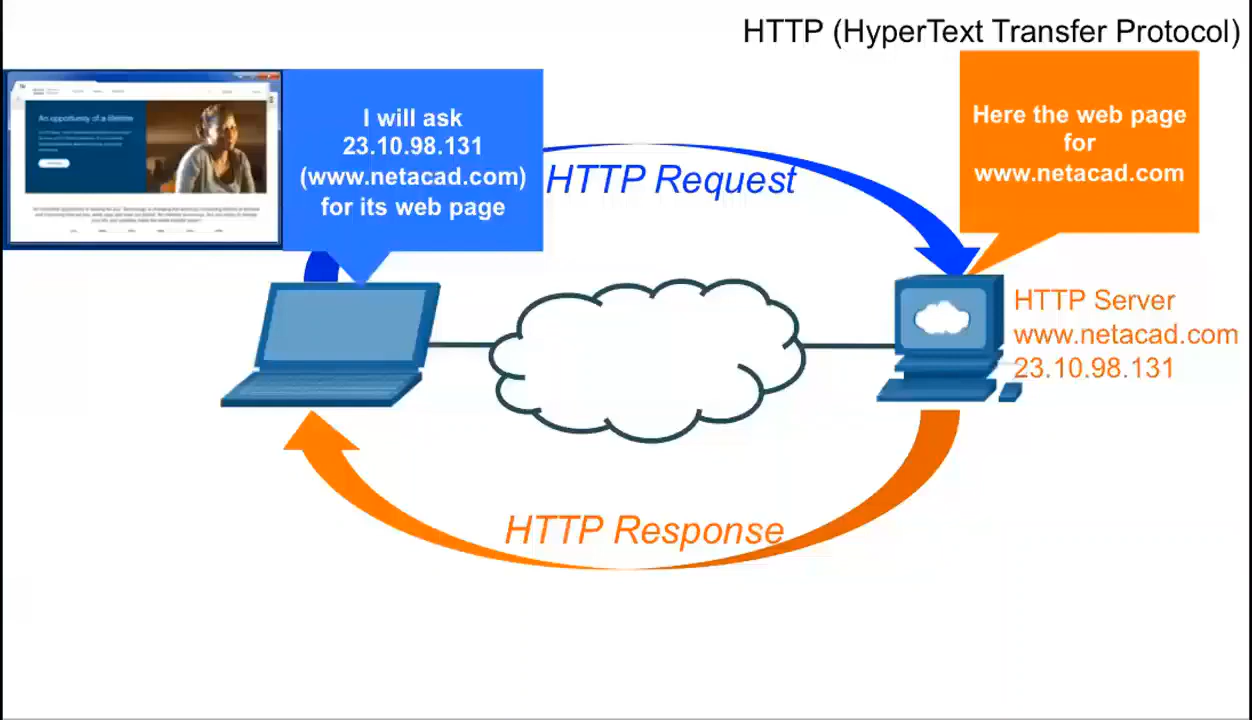 HTTP (HyperText Transfer Protocol)
An opportunity of a lifetime
I will ask
23.10.98.131
(www.netacad.com)
for its web page
HTTP Request
Here the web page
for
www.netacad.com
HTTP Server
www.netacad.com
23.10.98.131
HTTP Response